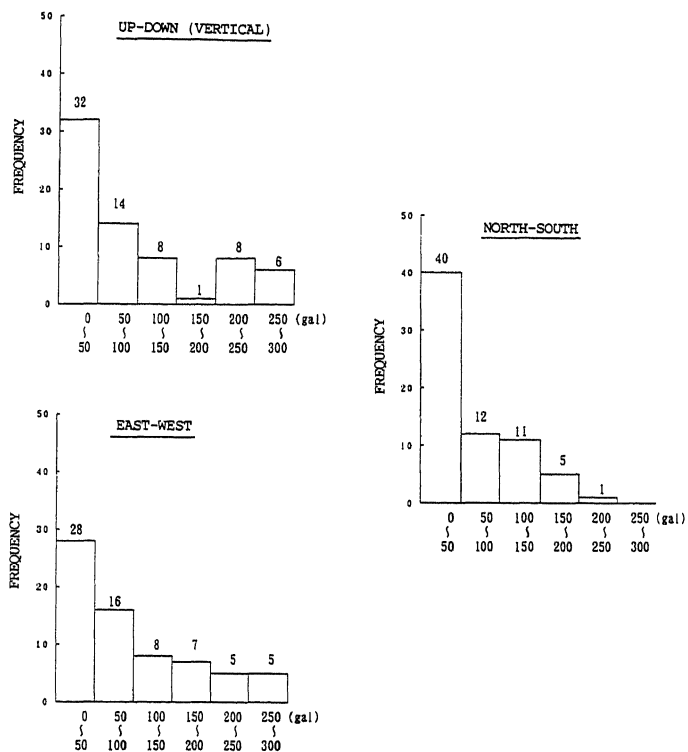 UP-DOWN (VERTICAL)
50
40
30
20
10
0
FREQUENCY
32
14
8
1
8
6
0 50 100 150 200 250 (gal)
∫ ∫ ∫ ∫ ∫ ∫
50 100 150 200 250 300
NORTH-SOUTH
50
40
30
20
10
0
FREQUENCY
40
12
11
5
1
0 50 100 150 200 250 (gal)
∫ ∫ ∫ ∫ ∫ ∫
50 100 150 200 250 300
EAST-WEST
50
40
30
20
10
0
FREQUENCY
28
16
8
7
5
5
0 50 100 150 200 250 (gal)
∫ ∫ ∫ ∫ ∫ ∫
50 100 150 200 250 300